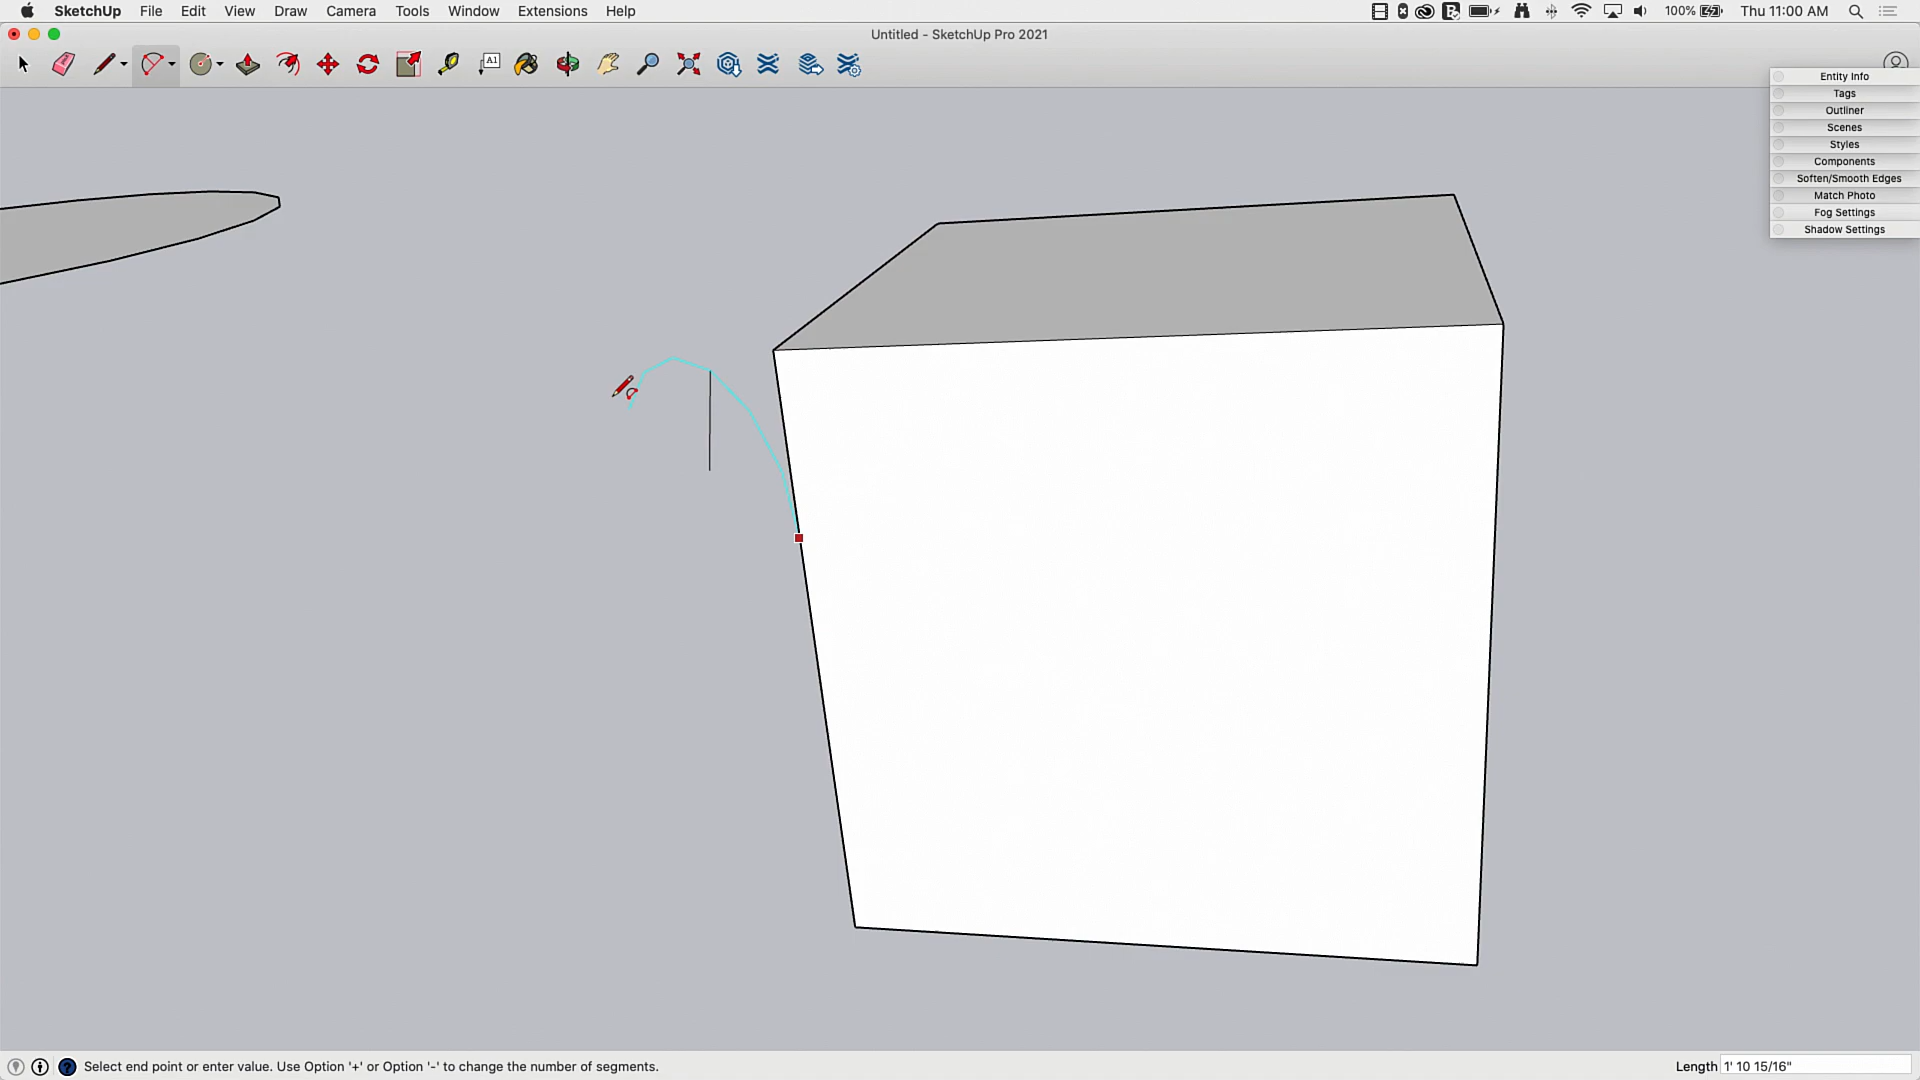 SketchUp File Edit View Draw Camera Tools Window Extensions Help 100% Thu 11:00 AM
Untitled - SketchUp Pro 2021
A1
Entity Info
Tags
Outliner
Scenes
Styles
Components
Soften/Smooth Edges
Match Photo
Fog Settings
Shadow Settings
Select end point or enter value. Use Option '+' or Option '-' to change the number of segments. Length 1' 10 15/16"